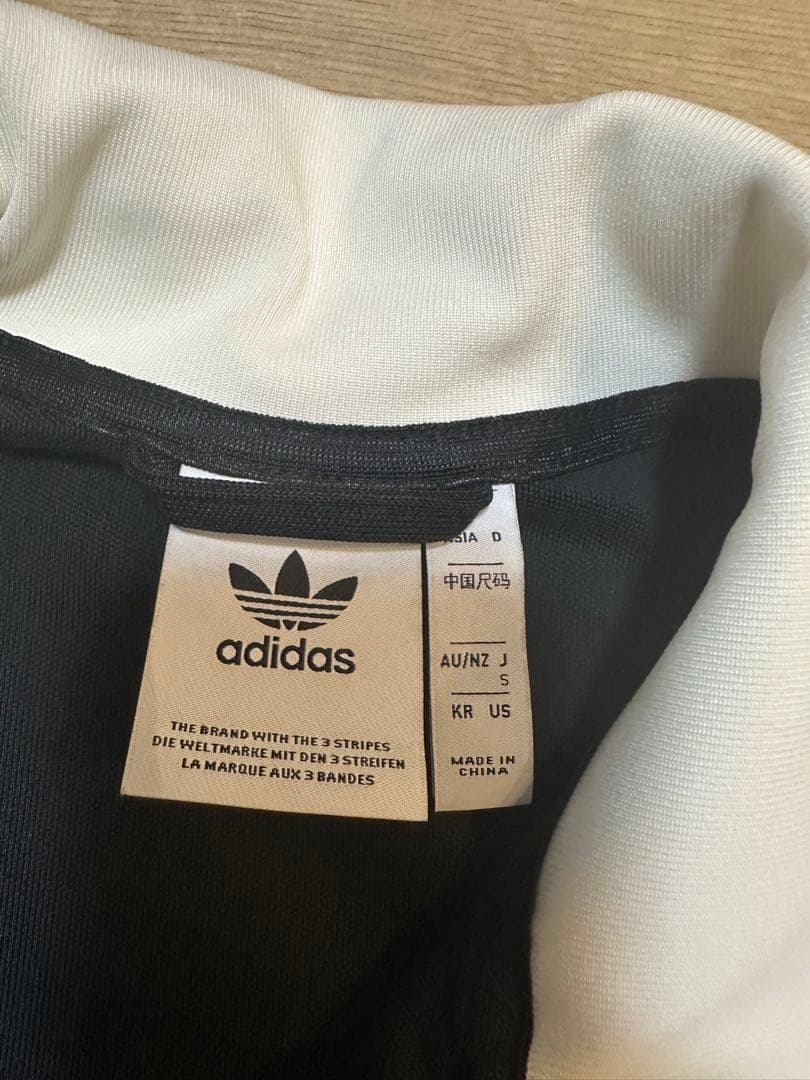 adidas
THE BRAND WITH THE 3 STRIPES
DIE WELTMARKE MIT DEN 3 STREIFEN
LA MARQUE AUX 3 BANDES
D
中国尺码
AU/NZ J
S
KR US
MADE IN
CHINA